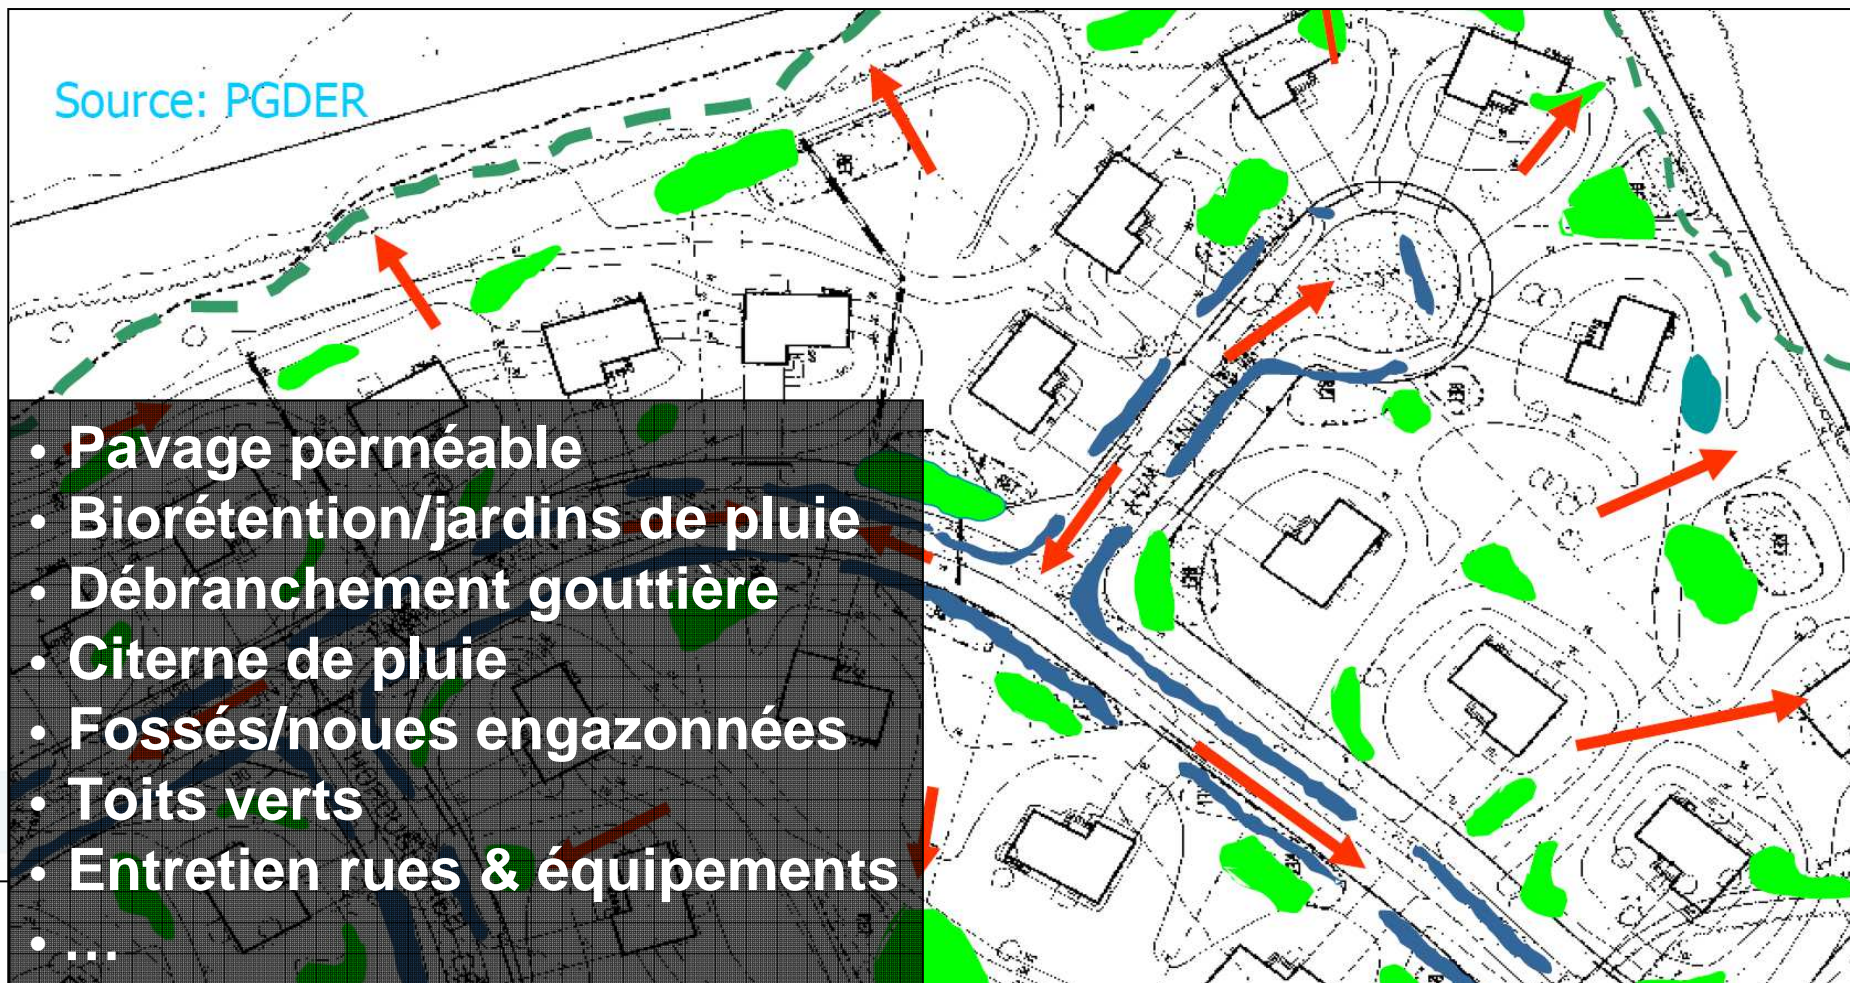 Source: PGDER
• Pavage perméable
• Biorétention/jardins de pluie
• Débranchement gouttière
• Citerne de pluie
• Fossés/noues engazonnées
• Toits verts
• Entretien rues & équipements
• ...